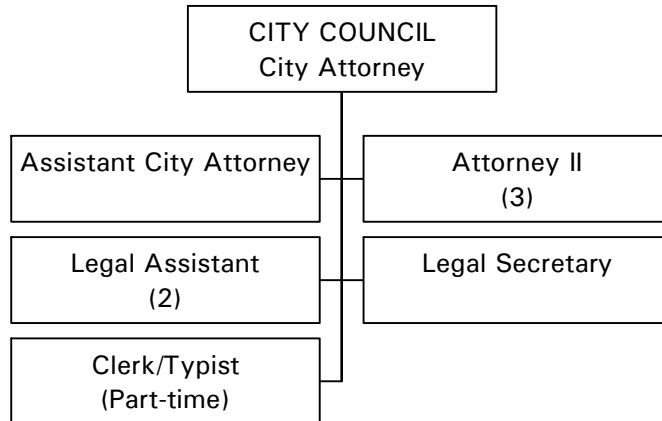 CITY COUNCIL
City Attorney
Assistant City Attorney
Attorney II
(3)
Legal Assistant
(2)
Legal Secretary
Clerk/Typist
(Part-time)